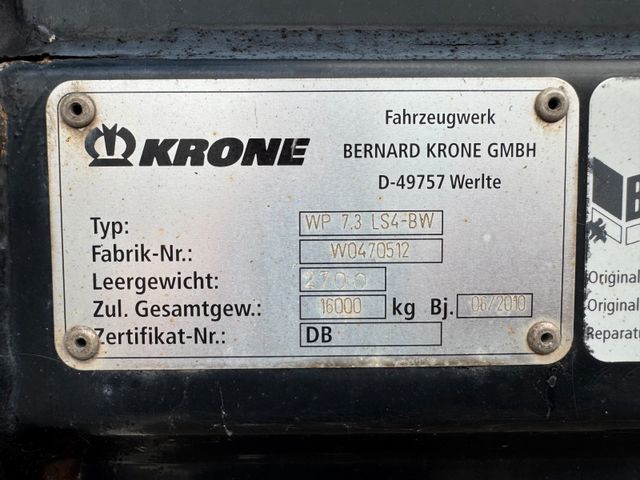 KRONE
Fahrzeugwerk
BERNARD KRONE GMBH
D-49757 Werlte
Typ: WP 7.3 LS4-BW
Fabrik-Nr.: W0470512
Leergewicht: 2700
Zul. Gesamtgew.: 16000 kg Bj. 06/2010
Zertifikat-Nr.: DB
Original
Original